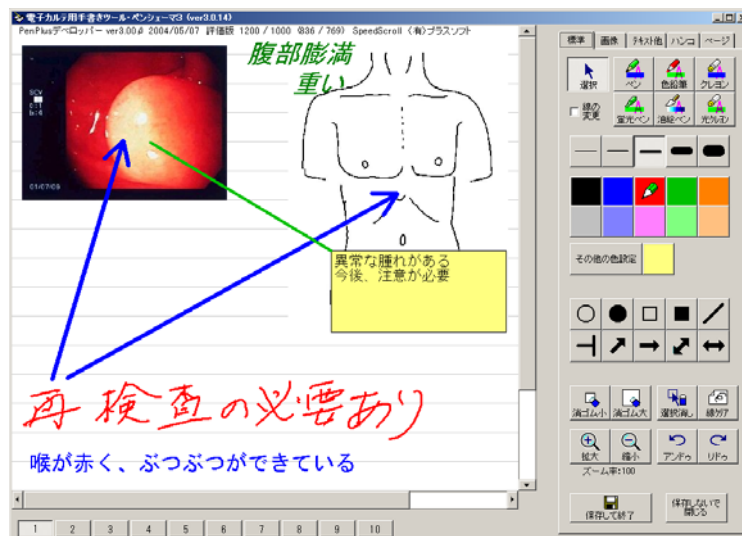 電子カルテ用手書きツール・ペンシェーマ3 (ver3.0.14)
PenPlusデベロッパー ver3.00β 2004/05/07 評価版 1200 / 1000 (836 / 769) SpeedScroll (有)プラスソフト
腹部膨満
重い
SCV
01/07/09
異常な腫れがある
今後、注意が必要
再検査の必要あり
喉が赤く、ぶつぶつができている
1 2 3 4 5 6 7 8 9 10
標準 画像 テキスト他 ハンコ ページ
選択 ペン 色鉛筆 クレヨン
線の
変更
蛍光ペン 油絵ペン 光クレヨン
その他の色設定
消ゴム小 消ゴム大 選択消し 線クリア
拡大 縮小 アンドゥ リドゥ
ズーム率:100
保存して終了
保存しないで
閉じる